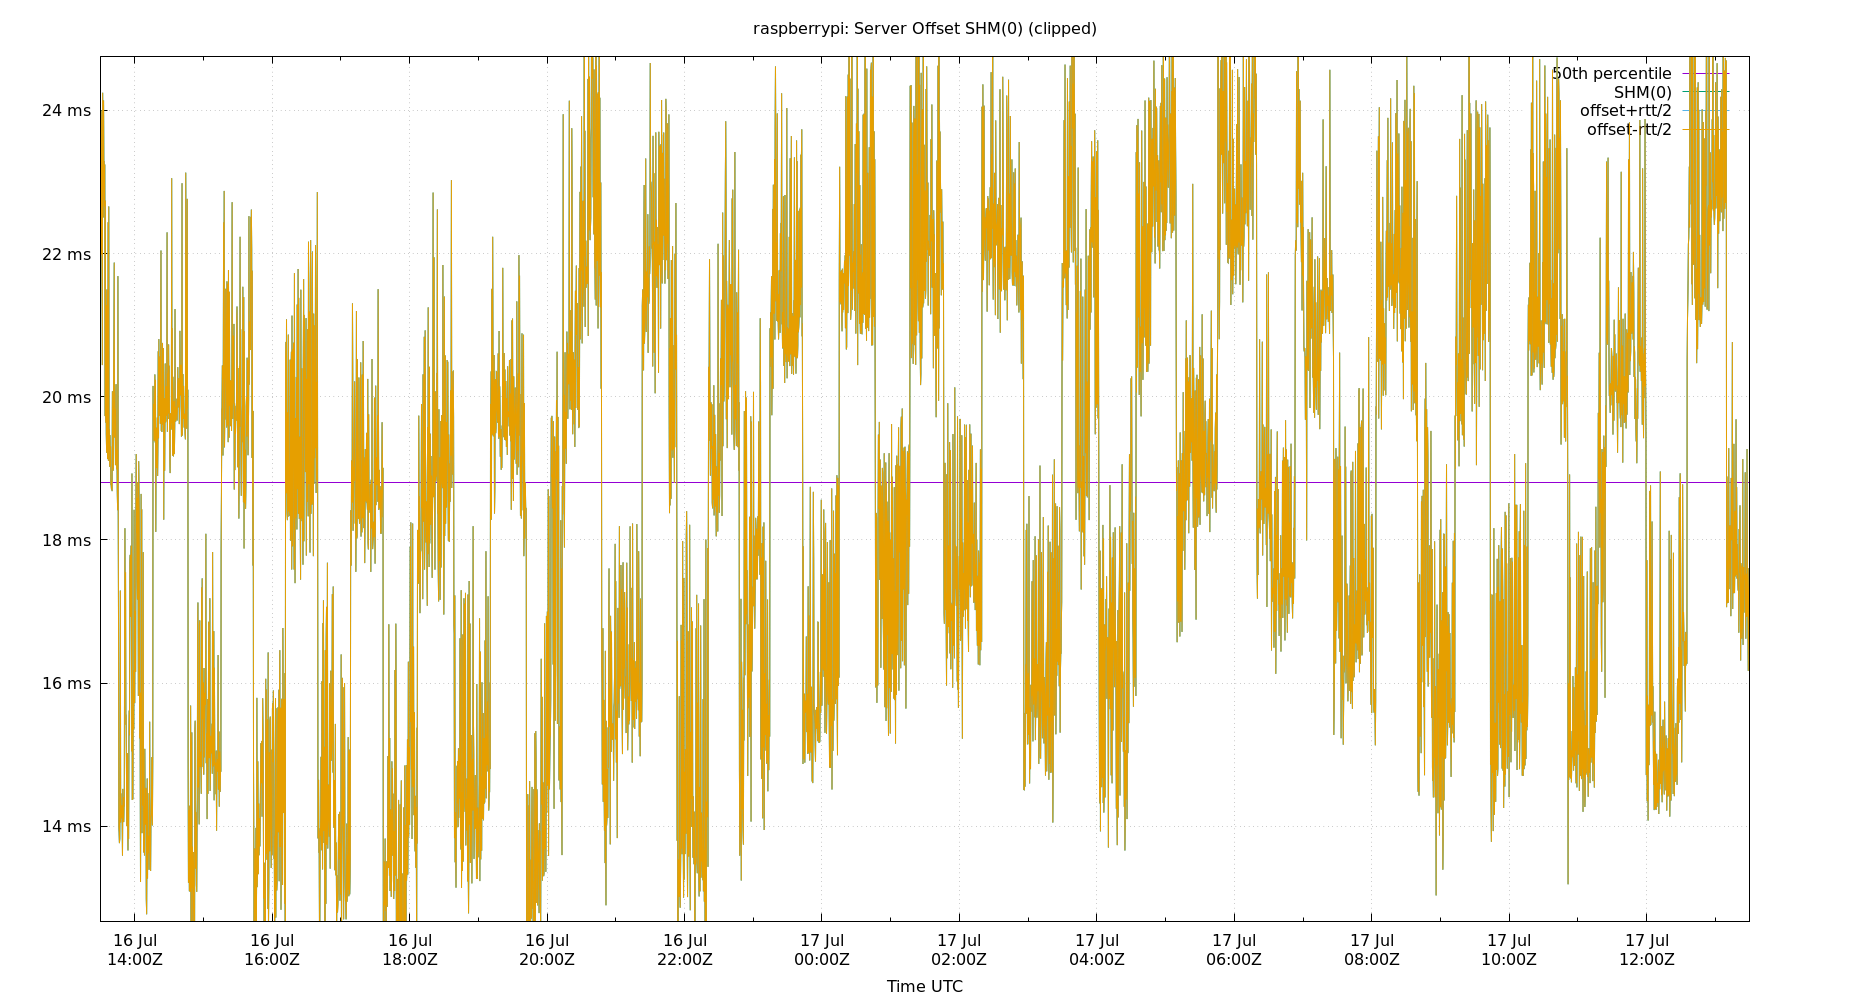 raspberrypi: Server Offset SHM(0) (clipped)
50th percentile
SHM(0)
offset+rtt/2
offset-rtt/2
24 ms
22 ms
20 ms
18 ms
16 ms
14 ms
16 Jul 16 Jul 16 Jul 16 Jul 16 Jul 17 Jul 17 Jul 17 Jul 17 Jul 17 Jul 17 Jul 17 Jul
14:00Z 16:00Z 18:00Z 20:00Z 22:00Z 00:00Z 02:00Z 04:00Z 06:00Z 08:00Z 10:00Z 12:00Z
Time UTC